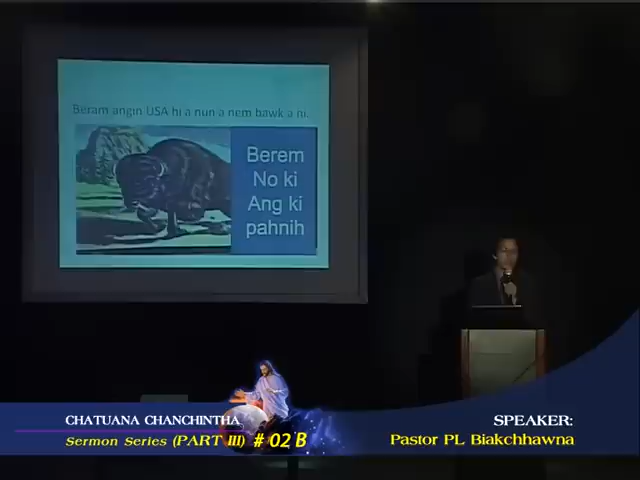 Beram angin USA hi a nun a nem bawk a ni.
Berem
No ki
Ang ki
pahnih
CHATUANA CHANCHINTHA
Sermon Series (PART III) # 02 B
SPEAKER:
Pastor PL Biakchhawna